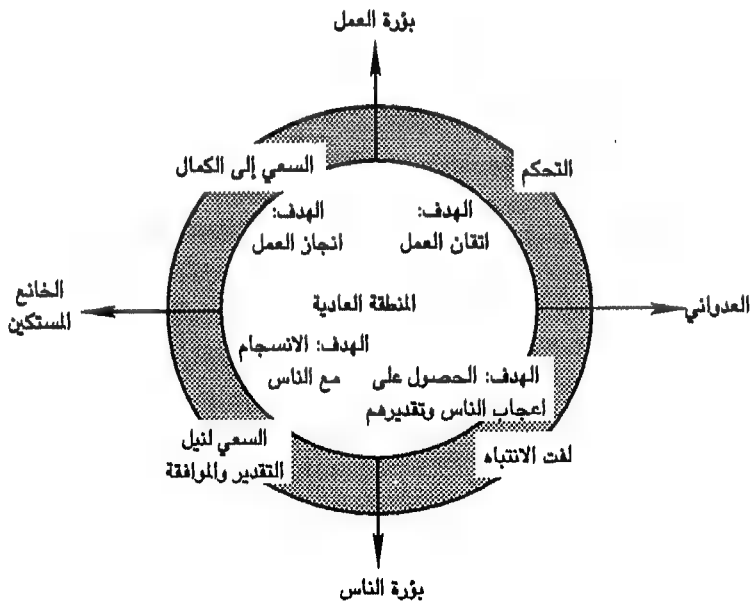 بؤرة العمل
التحكم
السعي إلى الكمال
الهدف:
اتقان العمل
الهدف:
انجاز العمل
العدواني
المنطقة العادية
الخانع
المستكين
الهدف: الانسجام
مع الناس
الهدف: الحصول على
اعجاب الناس وتقديرهم
لفت الانتباه
السعي لنيل
التقدير والموافقة
بؤرة الناس